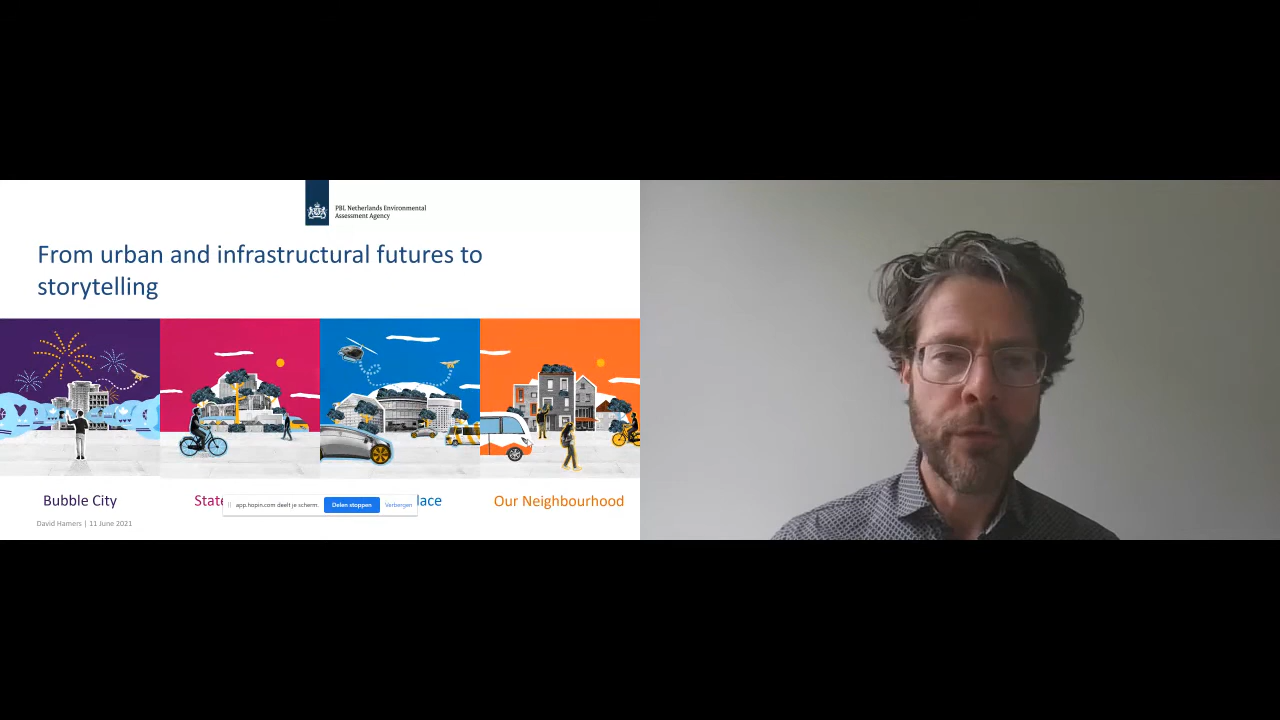 PBL Netherlands Environmental
Assessment Agency
From urban and infrastructural futures to
storytelling
Bubble City
State
lace
Our Neighbourhood
app.hopin.com deelt je scherm.
Delen stoppen
Verbergen
David Hamers | 11 June 2021